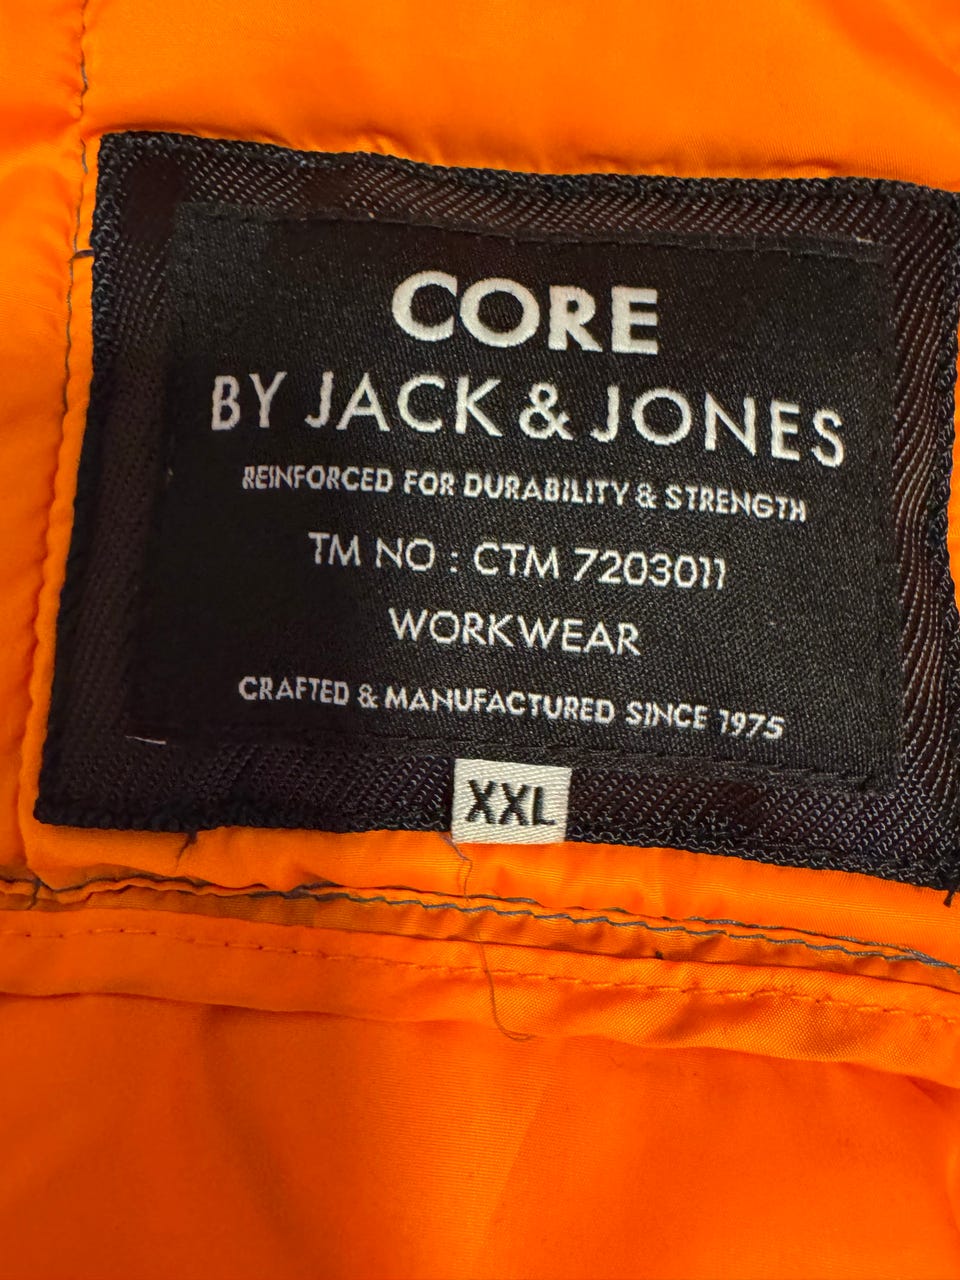 CORE
BY JACK & JONES
REINFORCED FOR DURABILITY & STRENGTH
TM NO : CTM 7203011
WORKWEAR
CRAFTED & MANUFACTURED SINCE 1975
XXL